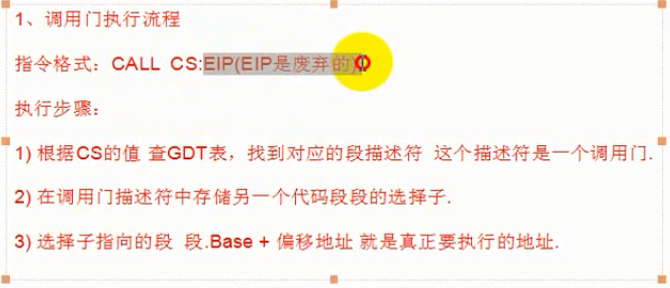 1、调用门执行流程
指令格式：CALL CS:EIP(EIP是废弃的)
执行步骤：
1) 根据CS的值 查GDT表，找到对应的段描述符 这个描述符是一个调用门.
2) 在调用门描述符中存储另一个代码段段的选择子.
3) 选择子指向的段 段.Base + 偏移地址 就是真正要执行的地址.